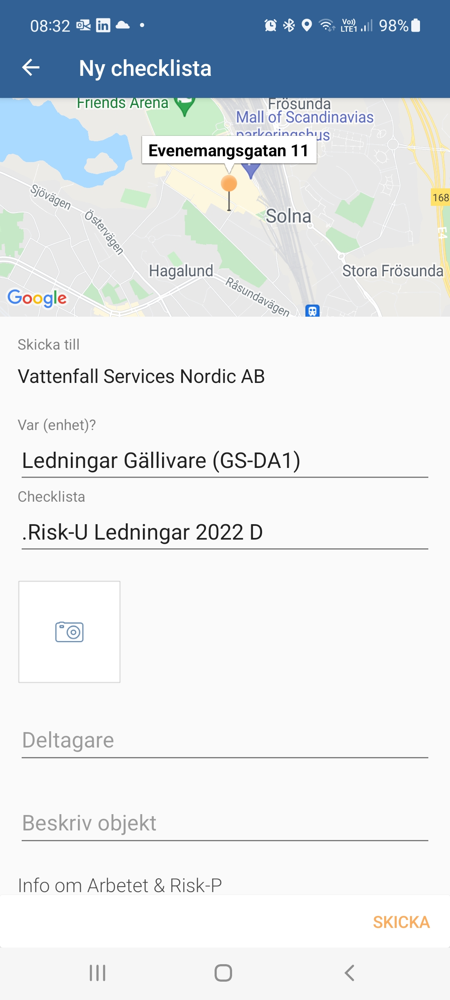 08:32
Vo))
LTE1
98%
Ny checklista
Friends Arena
Frösunda
Mall of Scandinavias
parkeringshus
Evenemangsgatan 11
Sjövägen
Östervägen
168
Solna
E4
Hagalund
Stora Frösunda
Råsundavägen
Google
Skicka till
Vattenfall Services Nordic AB
Var (enhet)?
Ledningar Gällivare (GS-DA1)
Checklista
.Risk-U Ledningar 2022 D
Deltagare
Beskriv objekt
Info om Arbetet & Risk-P
SKICKA